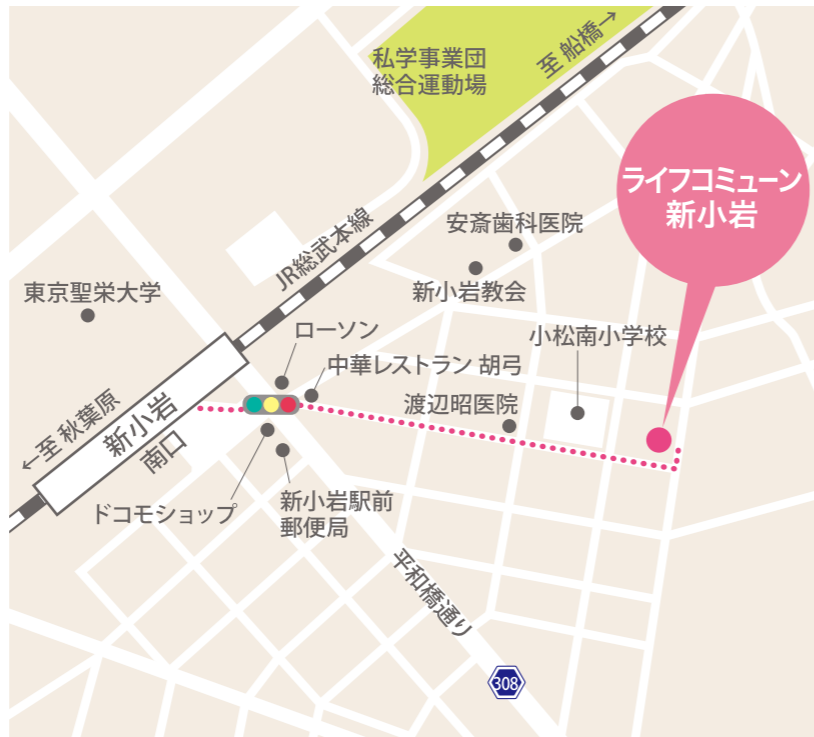 私学事業団
総合運動場
至 船橋→
ライフコミューン
新小岩
JR総武本線
安斎歯科医院
新小岩教会
東京聖栄大学
ローソン
中華レストラン 胡弓
小松南小学校
渡辺昭医院
←至 秋葉原
新小岩
南口
ドコモショップ
新小岩駅前
郵便局
平和橋通り
308